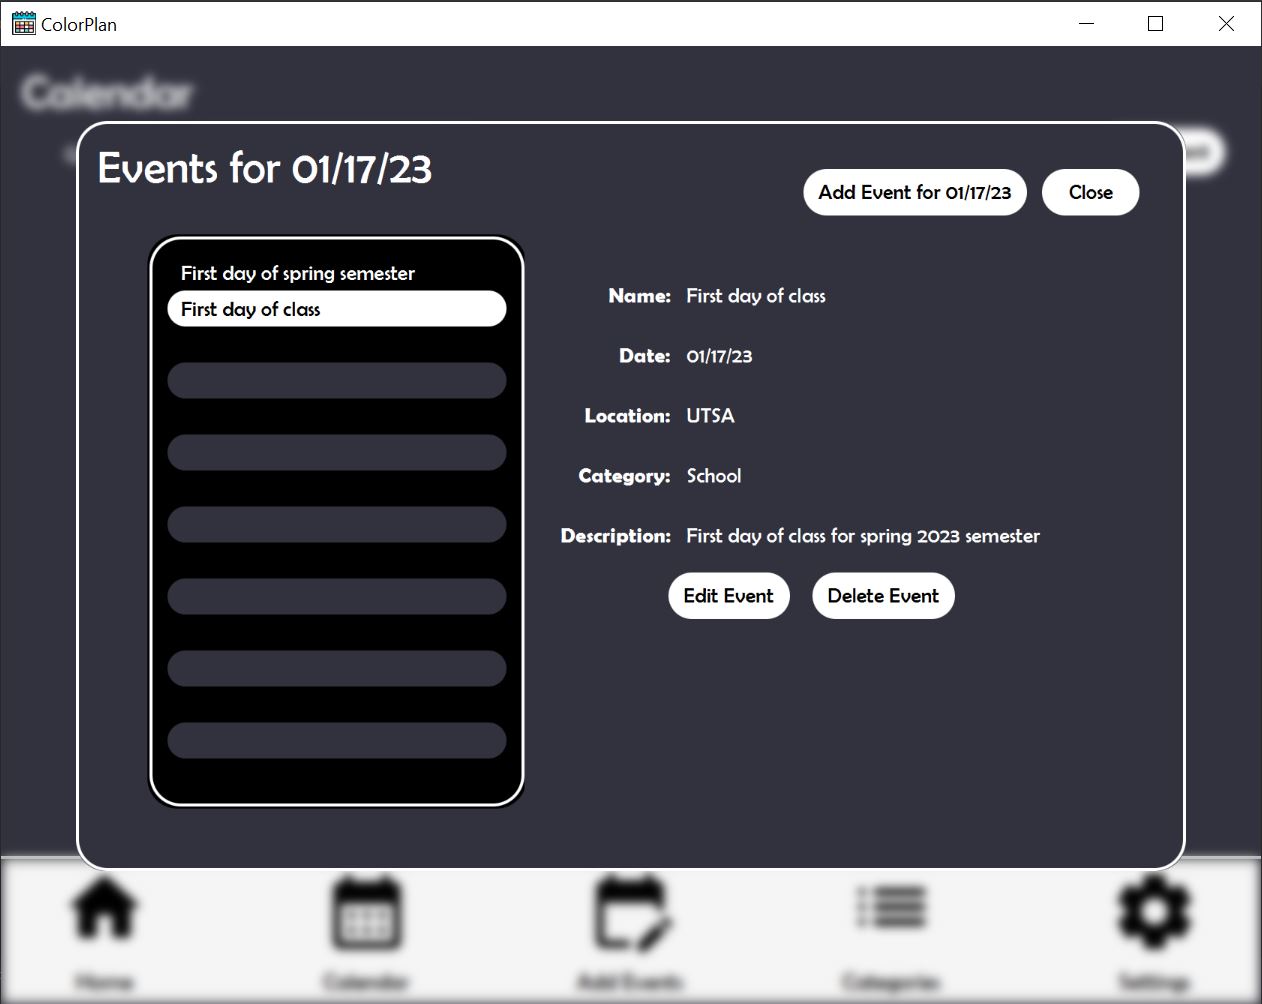 ColorPlan
Calendar
Events for 01/17/23
Add Event for 01/17/23
Close
First day of spring semester
First day of class
Name: First day of class
Date: 01/17/23
Location: UTSA
Category: School
Description: First day of class for spring 2023 semester
Edit Event
Delete Event
Home
Calendar
Add Events
Categories
Settings